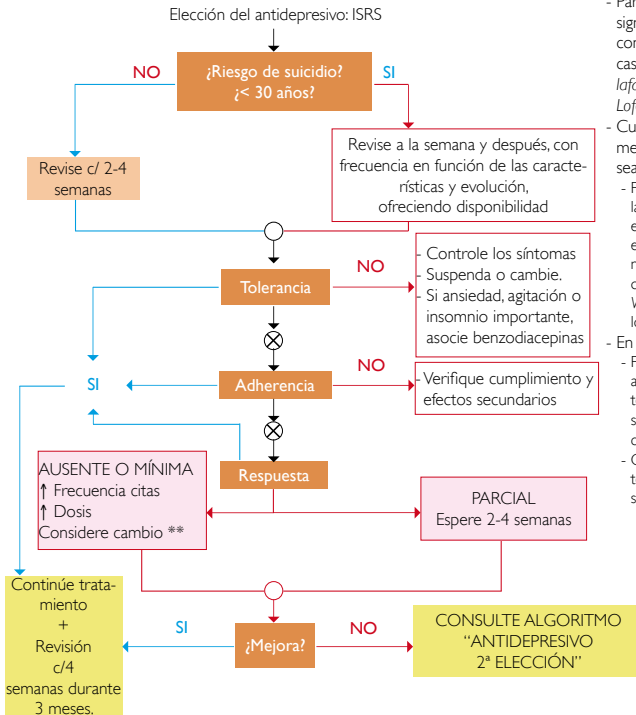 Elección del antidepresivo: ISRS
NO
¿Riesgo de suicidio?
¿< 30 años?
SI
Revise c/ 2-4
semanas
Revise a la semana y después, con
frecuencia en función de las caracte-
rísticas y evolución,
ofreciendo disponibilidad
Tolerancia
NO
- Controle los síntomas
- Suspenda o cambie.
- Si ansiedad, agitación o
insomnio importante,
asocie benzodiacepinas
SI
Adherencia
NO
- Verifique cumplimiento y
efectos secundarios
Respuesta
AUSENTE O MÍNIMA
↑ Frecuencia citas
↑ Dosis
Considere cambio **
PARCIAL
Espere 2-4 semanas
Continúe trata-
miento
+
Revisión
c/4
semanas durante
3 meses.
SI
¿Mejora?
NO
CONSULTE ALGORITMO
“ANTIDEPRESIVO
2ª ELECCIÓN”